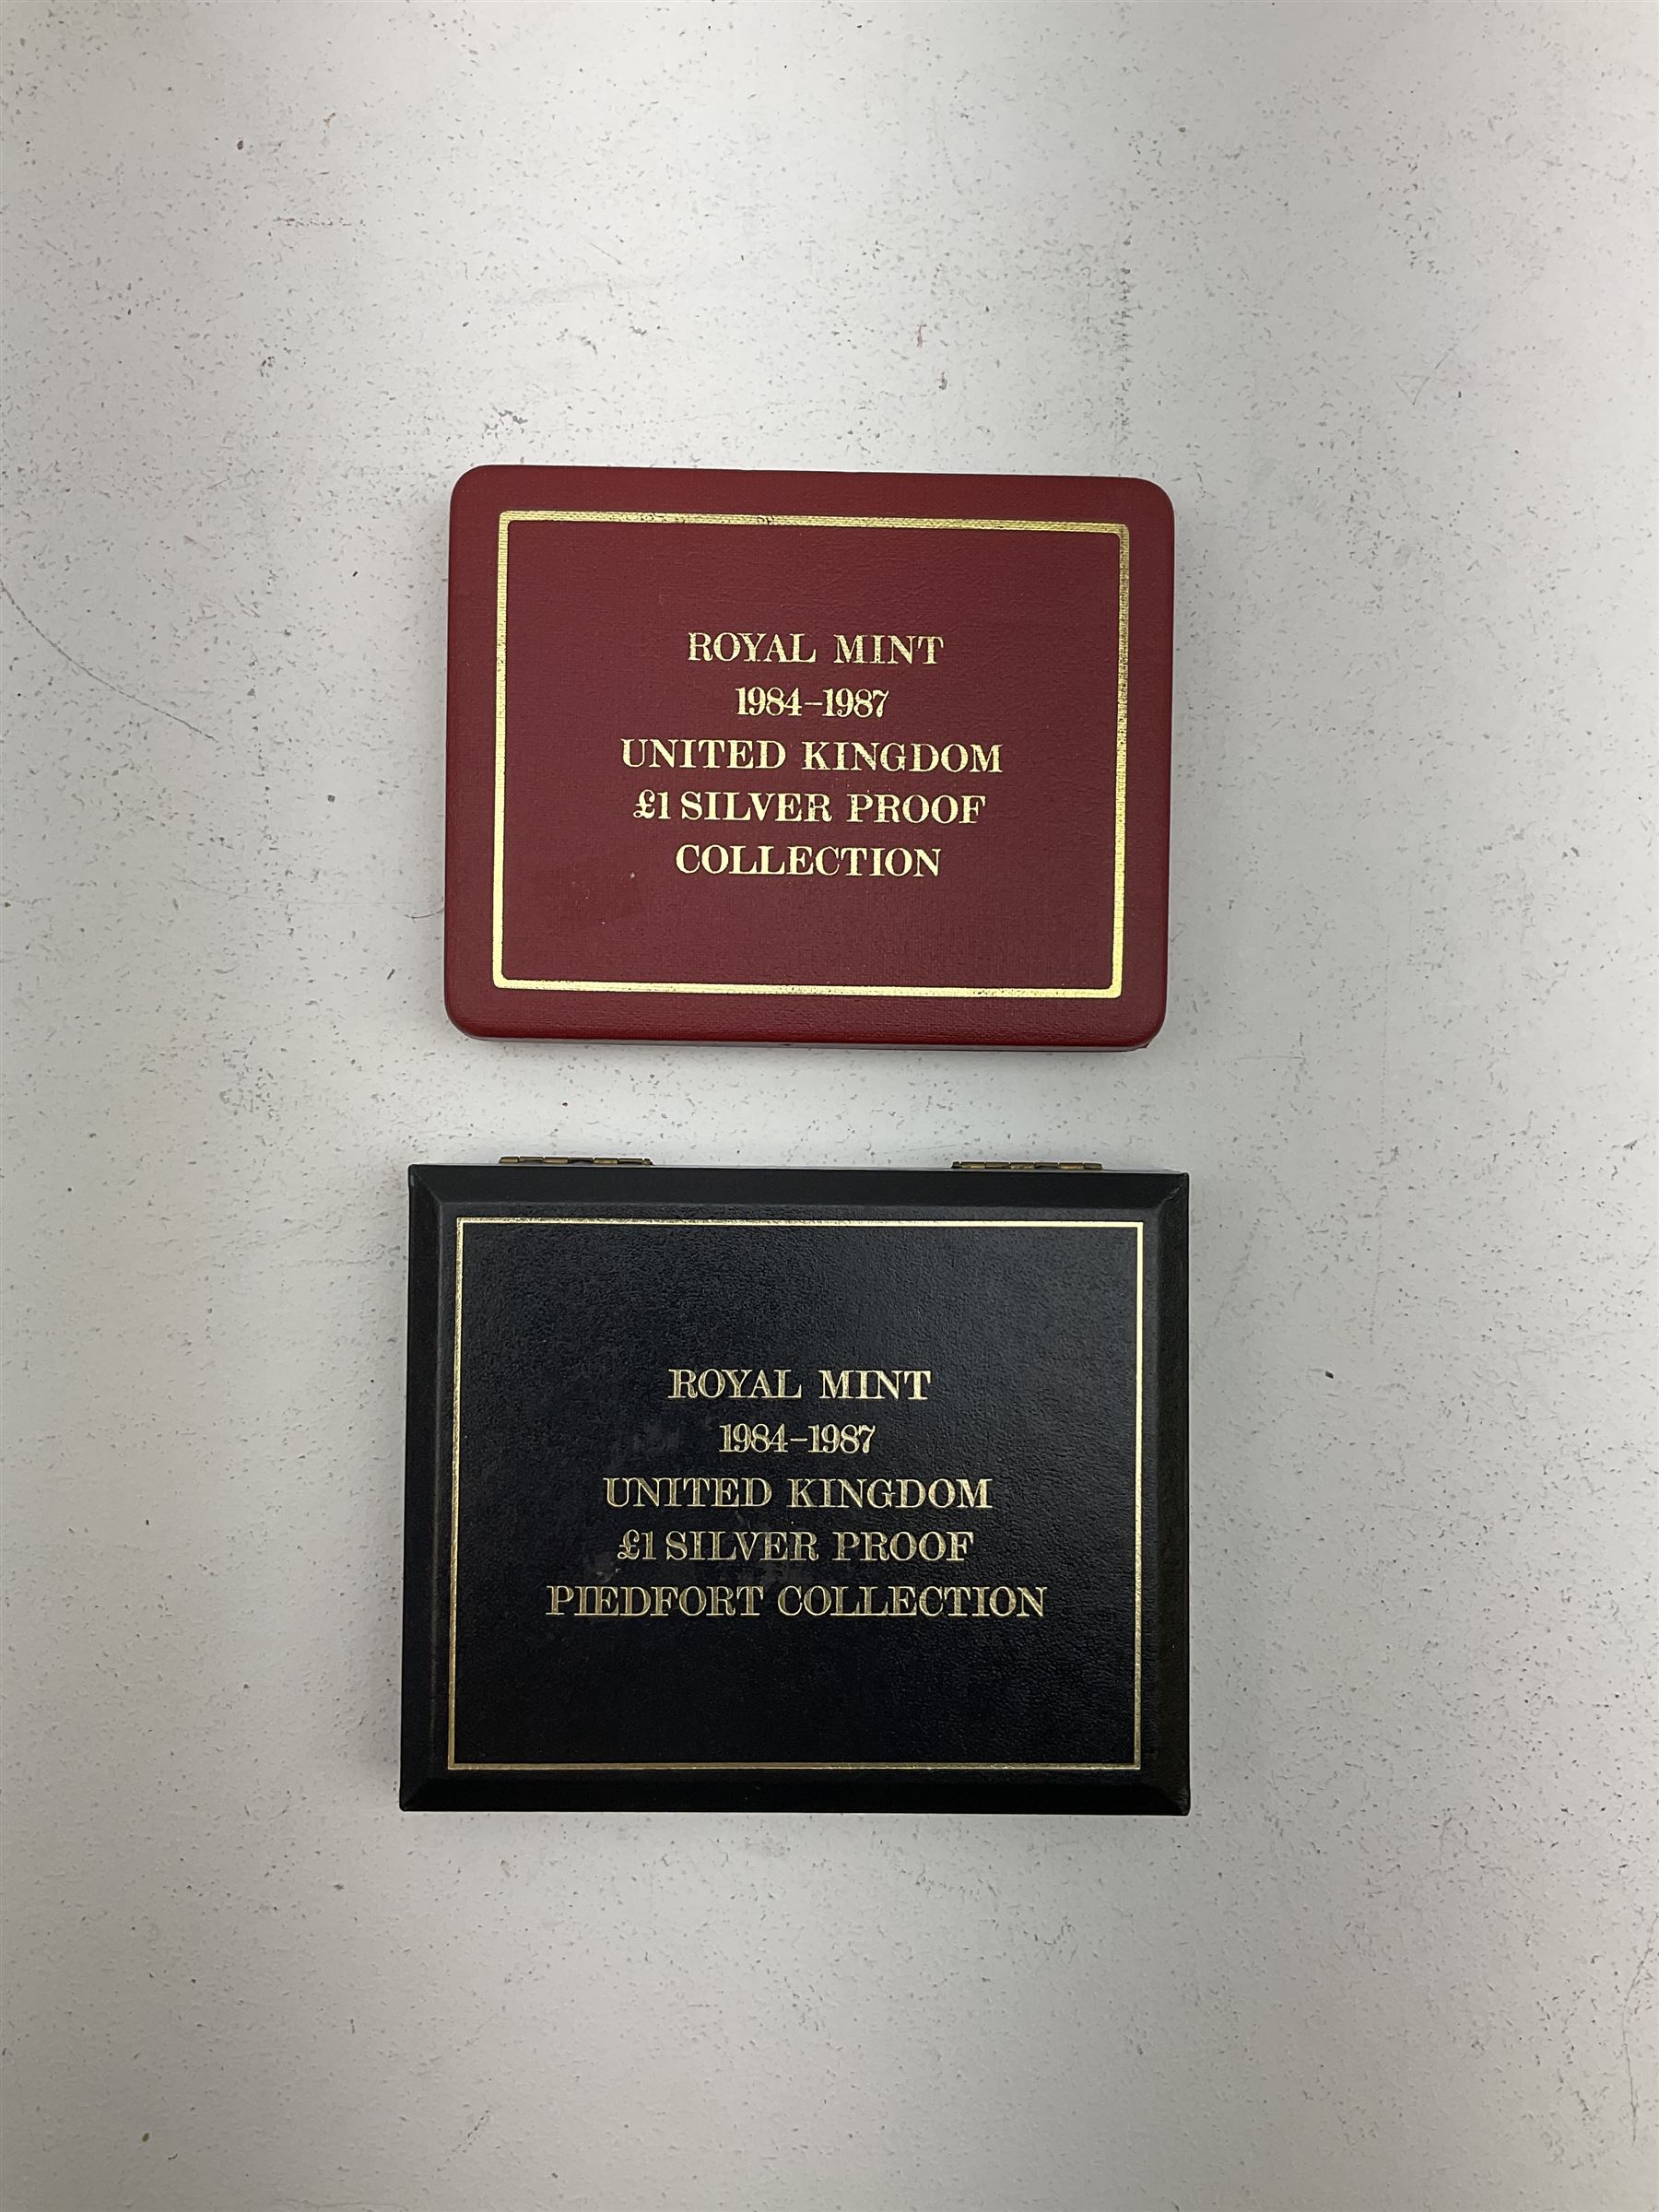 ROYAL MINT
1984–1987
UNITED KINGDOM
£1 SILVER PROOF
COLLECTION
ROYAL MINT
1984–1987
UNITED KINGDOM
£1 SILVER PROOF
PIEDFORT COLLECTION